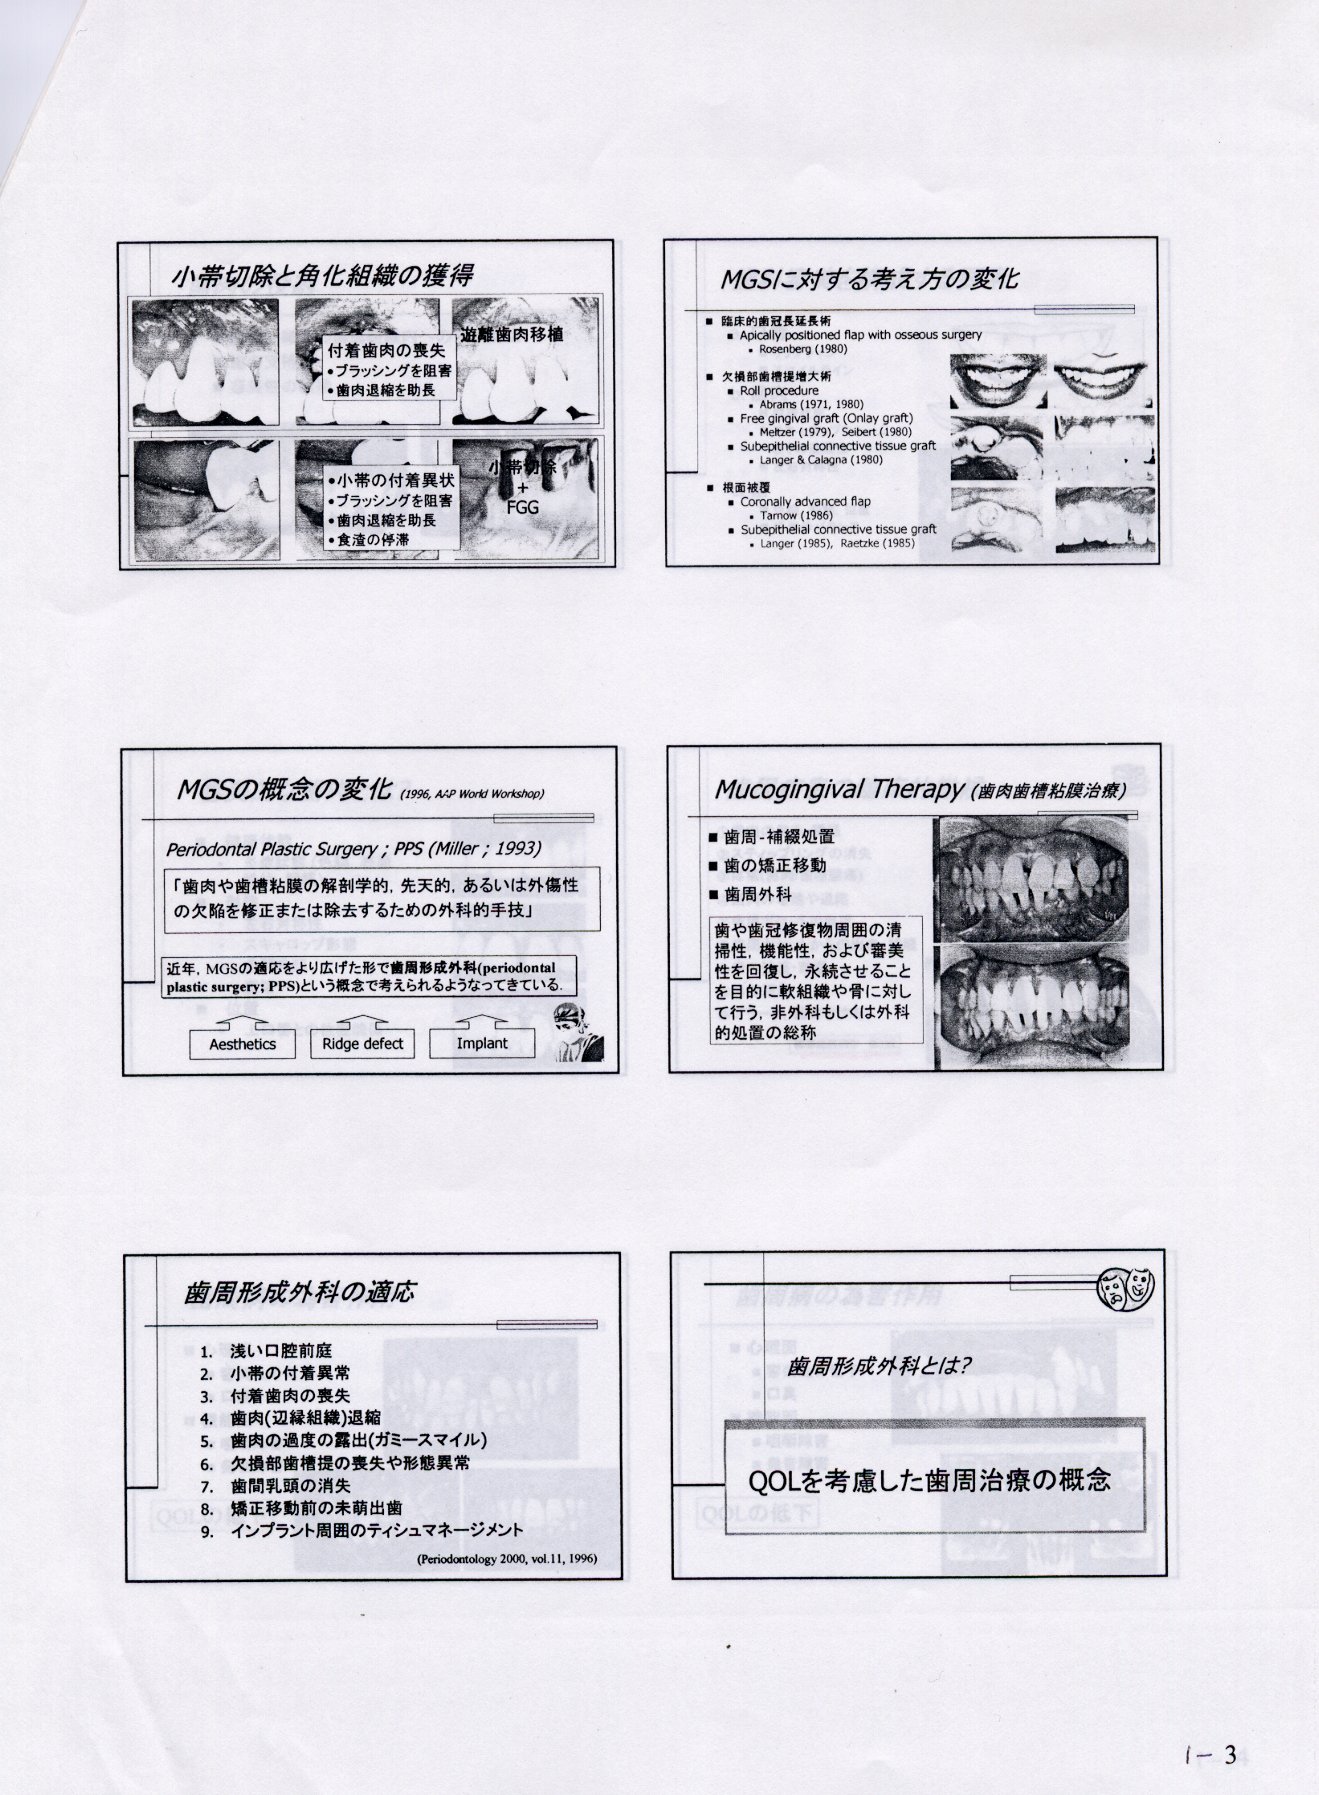 小帯切除と角化組織の獲得
付着歯肉の喪失
•ブラッシングを阻害
•歯肉退縮を助長
遊離歯肉移植
•小帯の付着異状
•ブラッシングを阻害
•歯肉退縮を助長
•食渣の停滞
小帯切除
+
FGG
MGSに対する考え方の変化
■ 臨床的歯冠長延長術
■ Apically positioned flap with osseous surgery
• Rosenberg (1980)
■ 欠損部歯槽提増大術
■ Roll procedure
• Abrams (1971, 1980)
■ Free gingival graft (Onlay graft)
• Meltzer (1979), Seibert (1980)
■ Subepithelial connective tissue graft
• Langer & Calagna (1980)
■ 根面被覆
■ Coronally advanced flap
• Tarnow (1986)
■ Subepithelial connective tissue graft
• Langer (1985), Raetzke (1985)
MGSの概念の変化 (1996, AAP World Workshop)
Periodontal Plastic Surgery ; PPS (Miller ; 1993)
「歯肉や歯槽粘膜の解剖学的, 先天的, あるいは外傷性
の欠陥を修正または除去するための外科的手技」
近年, MGSの適応をより広げた形で歯周形成外科(periodontal
plastic surgery; PPS)という概念で考えられるようなってきている.
Aesthetics
Ridge defect
Implant
Mucogingival Therapy (歯肉歯槽粘膜治療)
■ 歯周-補綴処置
■ 歯の矯正移動
■ 歯周外科
歯や歯冠修復物周囲の清
掃性, 機能性, および審美
性を回復し, 永続させること
を目的に軟組織や骨に対し
て行う, 非外科もしくは外科
的処置の総称
歯周形成外科の適応
1. 浅い口腔前庭
2. 小帯の付着異常
3. 付着歯肉の喪失
4. 歯肉(辺縁組織)退縮
5. 歯肉の過度の露出(ガミースマイル)
6. 欠損部歯槽提の喪失や形態異常
7. 歯間乳頭の消失
8. 矯正移動前の未萌出歯
9. インプラント周囲のティシュマネージメント
(Periodontology 2000, vol.11, 1996)
歯周形成外科とは?
QOLを考慮した歯周治療の概念
1-3